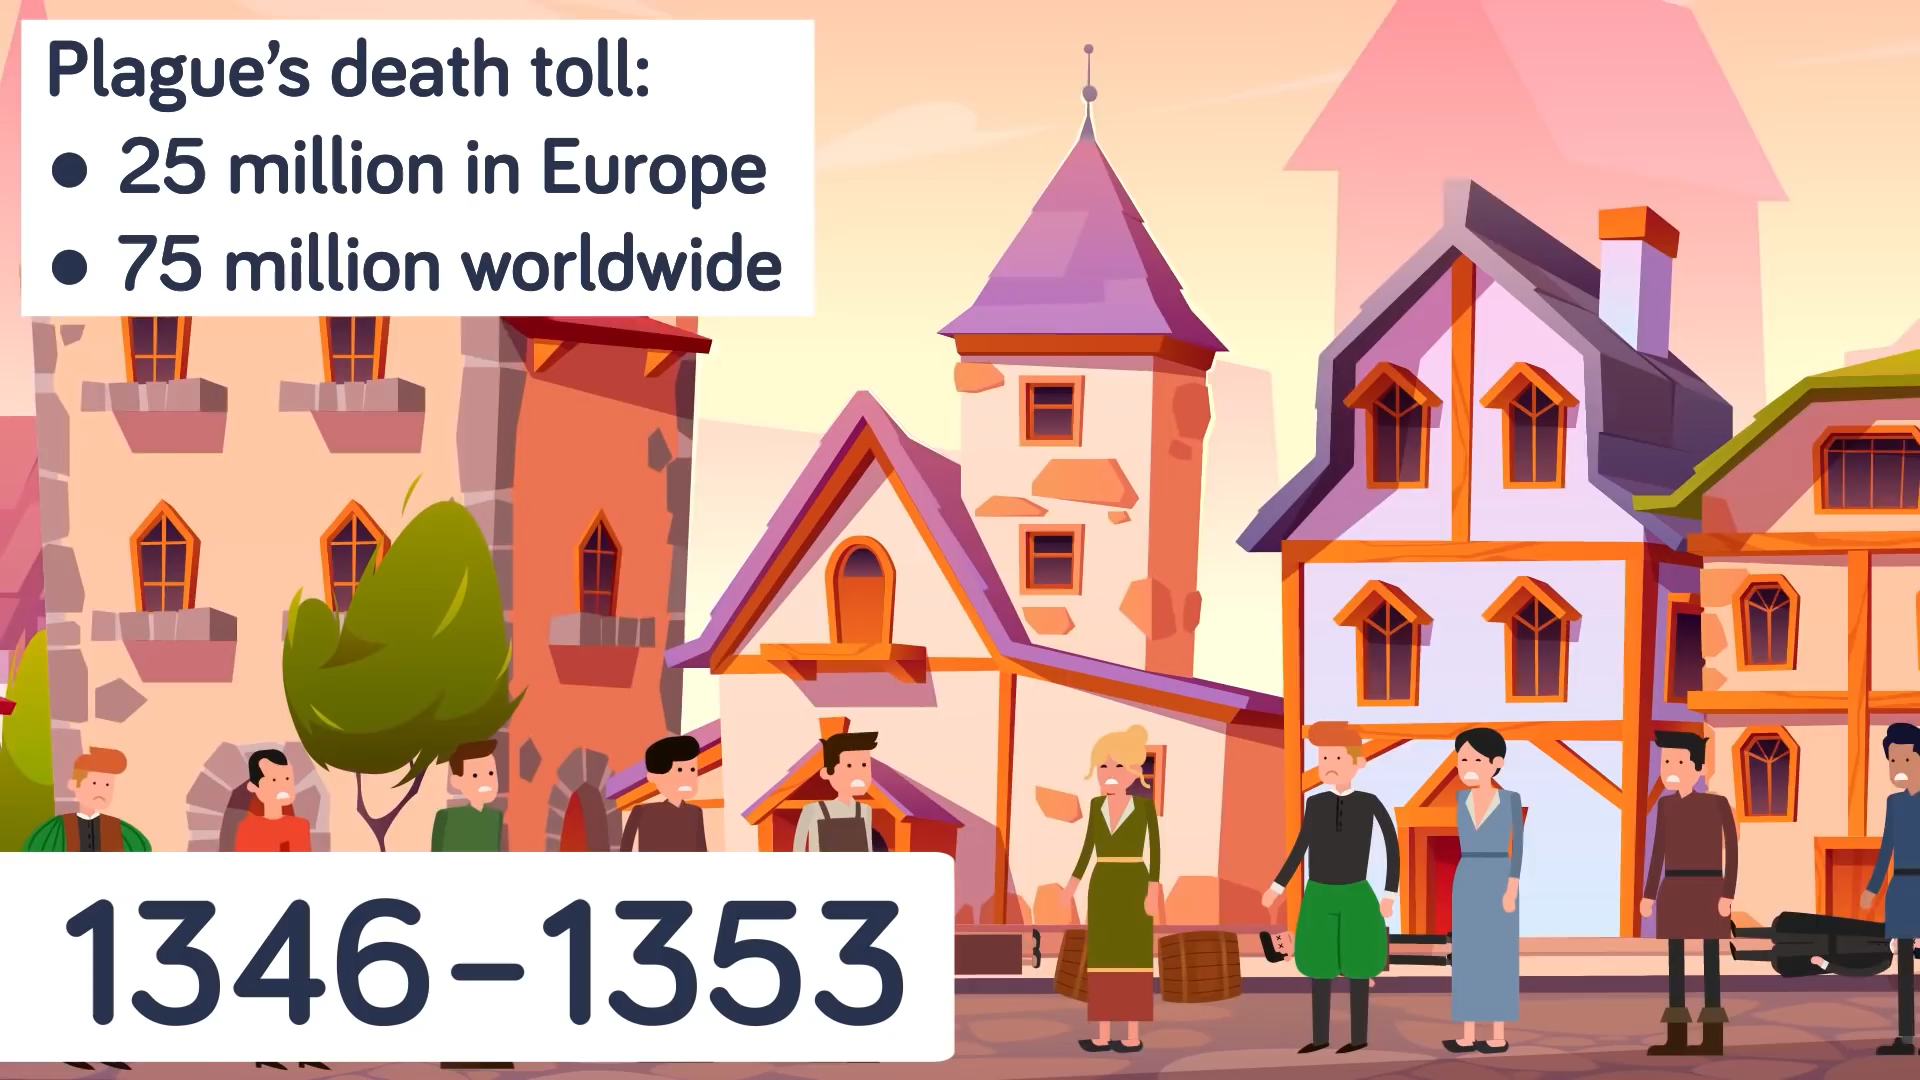 Plague’s death toll:
● 25 million in Europe
● 75 million worldwide
1346–1353